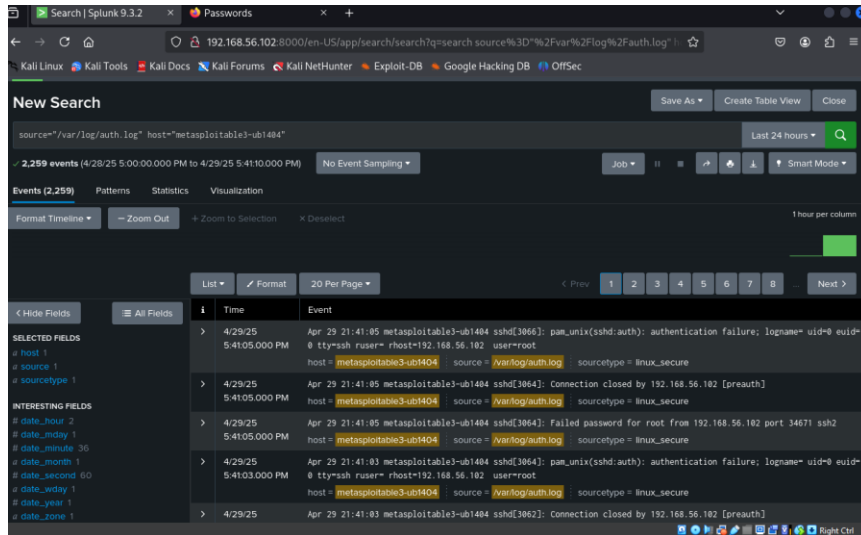 Search | Splunk 9.3.2 × Passwords × +
192.168.56.102:8000/en-US/app/search/search?q=search source%3D"%2Fvar%2Flog%2Fauth.log" h
Kali Linux Kali Tools Kali Docs Kali Forums Kali NetHunter Exploit-DB Google Hacking DB OffSec
New Search Save As ▾ Create Table View Close
source="/var/log/auth.log" host="metasploitable3-ub1404" Last 24 hours ▾
✓ 2,259 events (4/28/25 5:00:00.000 PM to 4/29/25 5:41:10.000 PM) No Event Sampling ▾ Job ▾ Smart Mode ▾
Events (2,259) Patterns Statistics Visualization
Format Timeline ▾ — Zoom Out + Zoom to Selection × Deselect 1 hour per column
List ▾ Format 20 Per Page ▾ < Prev 1 2 3 4 5 6 7 8 ... Next >
< Hide Fields All Fields i Time Event
SELECTED FIELDS
a host 1
a source 1
a sourcetype 1
INTERESTING FIELDS
# date_hour 2
# date_mday 1
# date_minute 36
a date_month 1
# date_second 60
a date_wday 1
# date_year 1
a date_zone 1
> 4/29/25 Apr 29 21:41:05 metasploitable3-ub1404 sshd[3066]: pam_unix(sshd:auth): authentication failure; logname= uid=0 euid=
5:41:05.000 PM 0 tty=ssh ruser= rhost=192.168.56.102 user=root
host = metasploitable3-ub1404 source = /var/log/auth.log sourcetype = linux_secure
> 4/29/25 Apr 29 21:41:05 metasploitable3-ub1404 sshd[3064]: Connection closed by 192.168.56.102 [preauth]
5:41:05.000 PM host = metasploitable3-ub1404 source = /var/log/auth.log sourcetype = linux_secure
> 4/29/25 Apr 29 21:41:05 metasploitable3-ub1404 sshd[3064]: Failed password for root from 192.168.56.102 port 34671 ssh2
5:41:05.000 PM host = metasploitable3-ub1404 source = /var/log/auth.log sourcetype = linux_secure
> 4/29/25 Apr 29 21:41:03 metasploitable3-ub1404 sshd[3064]: pam_unix(sshd:auth): authentication failure; logname= uid=0 euid=
5:41:03.000 PM 0 tty=ssh ruser= rhost=192.168.56.102 user=root
host = metasploitable3-ub1404 source = /var/log/auth.log sourcetype = linux_secure
> 4/29/25 Apr 29 21:41:03 metasploitable3-ub1404 sshd[3062]: Connection closed by 192.168.56.102 [preauth]
Right Ctrl